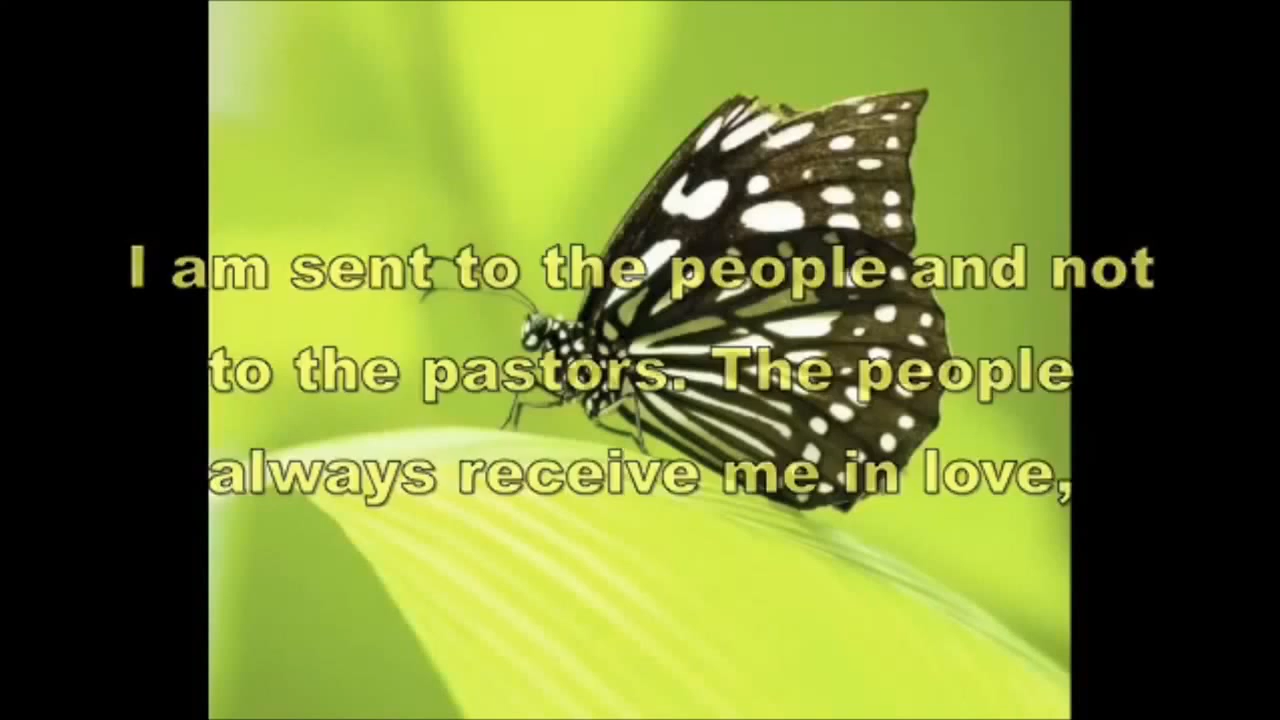 I am sent to the people and not
to the pastors. The people
always receive me in love,